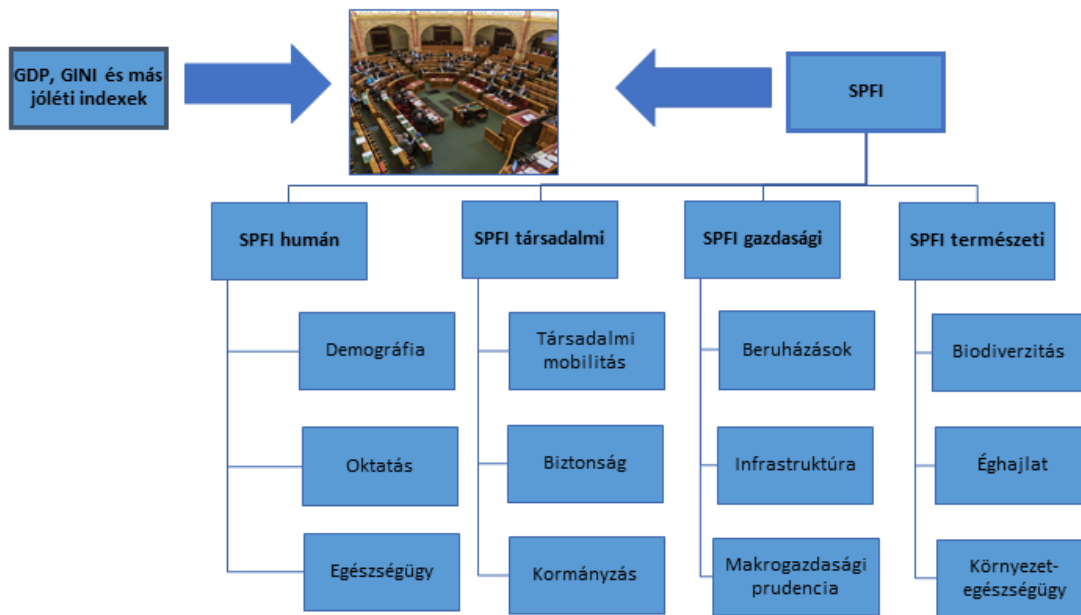 GDP, GINI és más
jóléti indexek
SPFI
SPFI humán
SPFI társadalmi
SPFI gazdasági
SPFI természeti
Demográfia
Társadalmi
mobilitás
Beruházások
Biodiverzitás
Oktatás
Biztonság
Infrastruktúra
Éghajlat
Egészségügy
Kormányzás
Makrogazdasági
prudencia
Környezet-
egészségügy